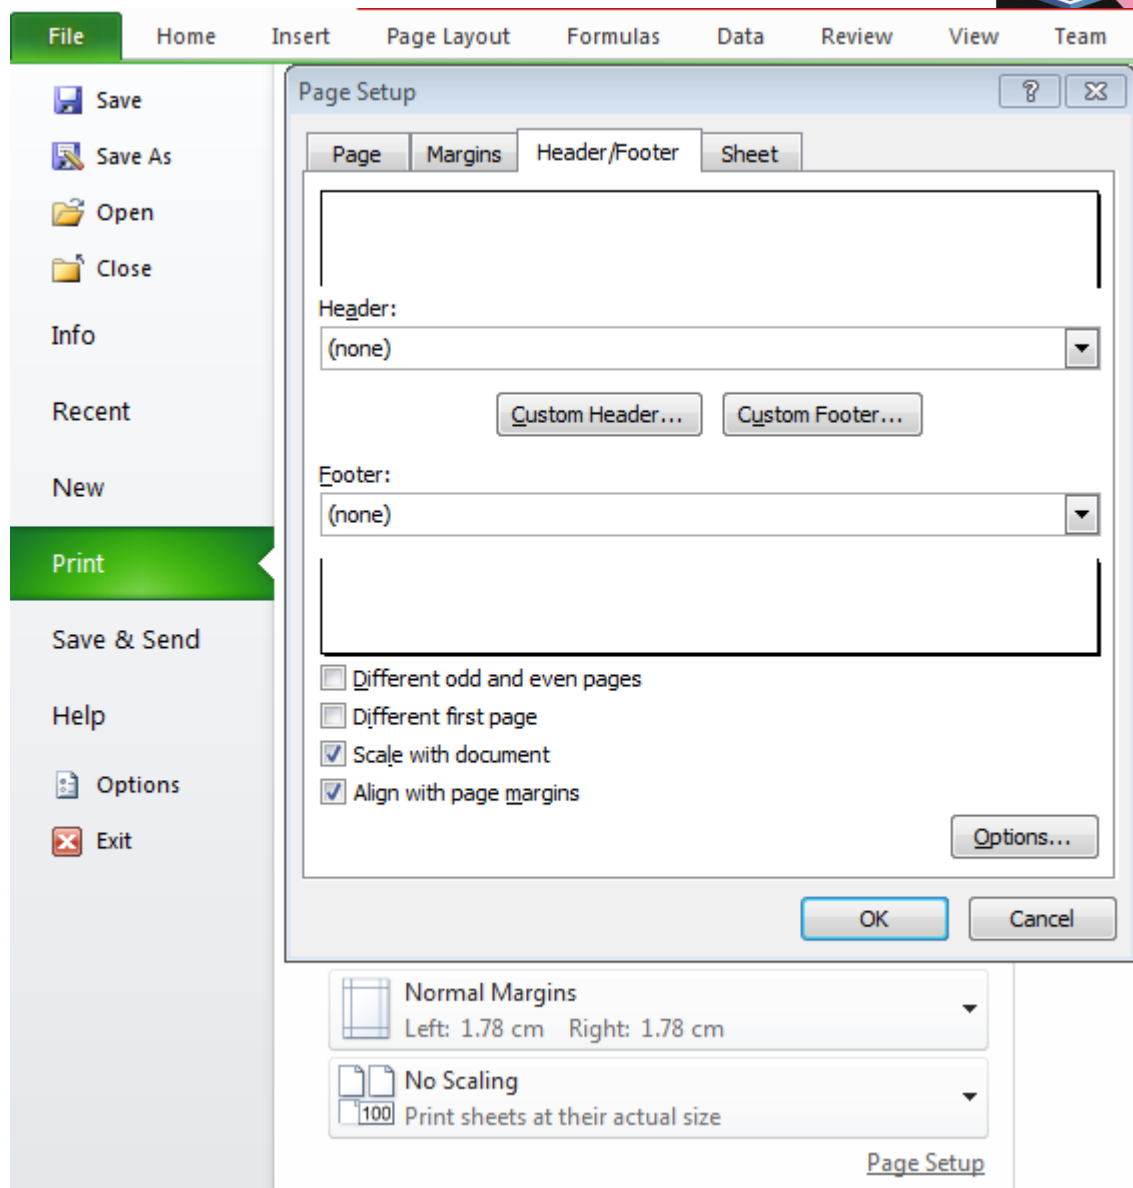 File Home Insert Page Layout Formulas Data Review View Team
Save
Save As
Open
Close
Info
Recent
New
Print
Save & Send
Help
Options
Exit
Page Setup
Page Margins Header/Footer Sheet
Header:
(none)
Custom Header... Custom Footer...
Footer:
(none)
Different odd and even pages
Different first page
Scale with document
Align with page margins
Options...
OK Cancel
Normal Margins
Left: 1.78 cm Right: 1.78 cm
No Scaling
100 Print sheets at their actual size
Page Setup